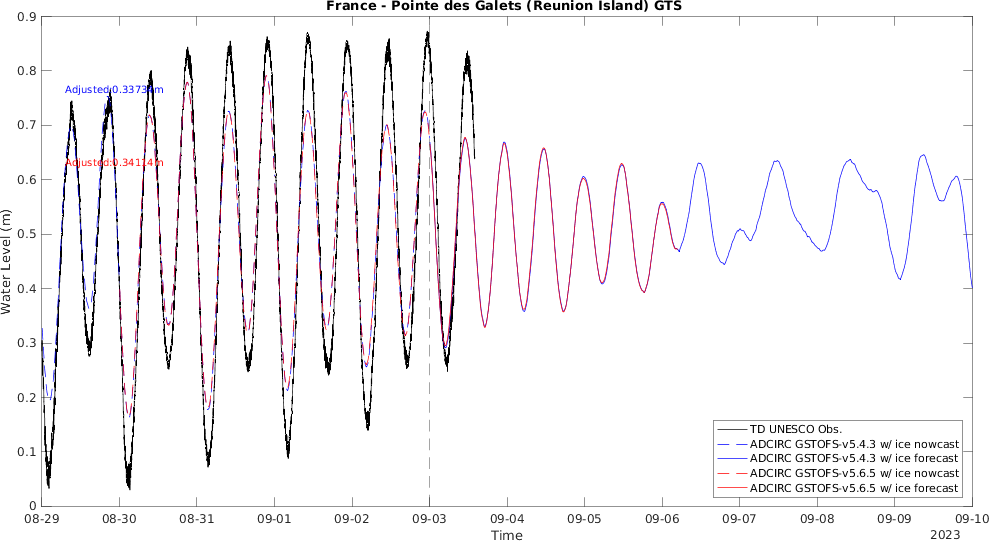 France - Pointe des Galets (Reunion Island) GTS
0.9
0.8
0.7
0.6
0.5
0.4
0.3
0.2
0.1
0
Water Level (m)
Adjusted:0.33734m
Adjusted:0.34114m
TD UNESCO Obs.
ADCIRC GSTOFS-v5.4.3 w/ ice nowcast
ADCIRC GSTOFS-v5.4.3 w/ ice forecast
ADCIRC GSTOFS-v5.6.5 w/ ice nowcast
ADCIRC GSTOFS-v5.6.5 w/ ice forecast
08-29 08-30 08-31 09-01 09-02 09-03 09-04 09-05 09-06 09-07 09-08 09-09 09-10
Time
2023